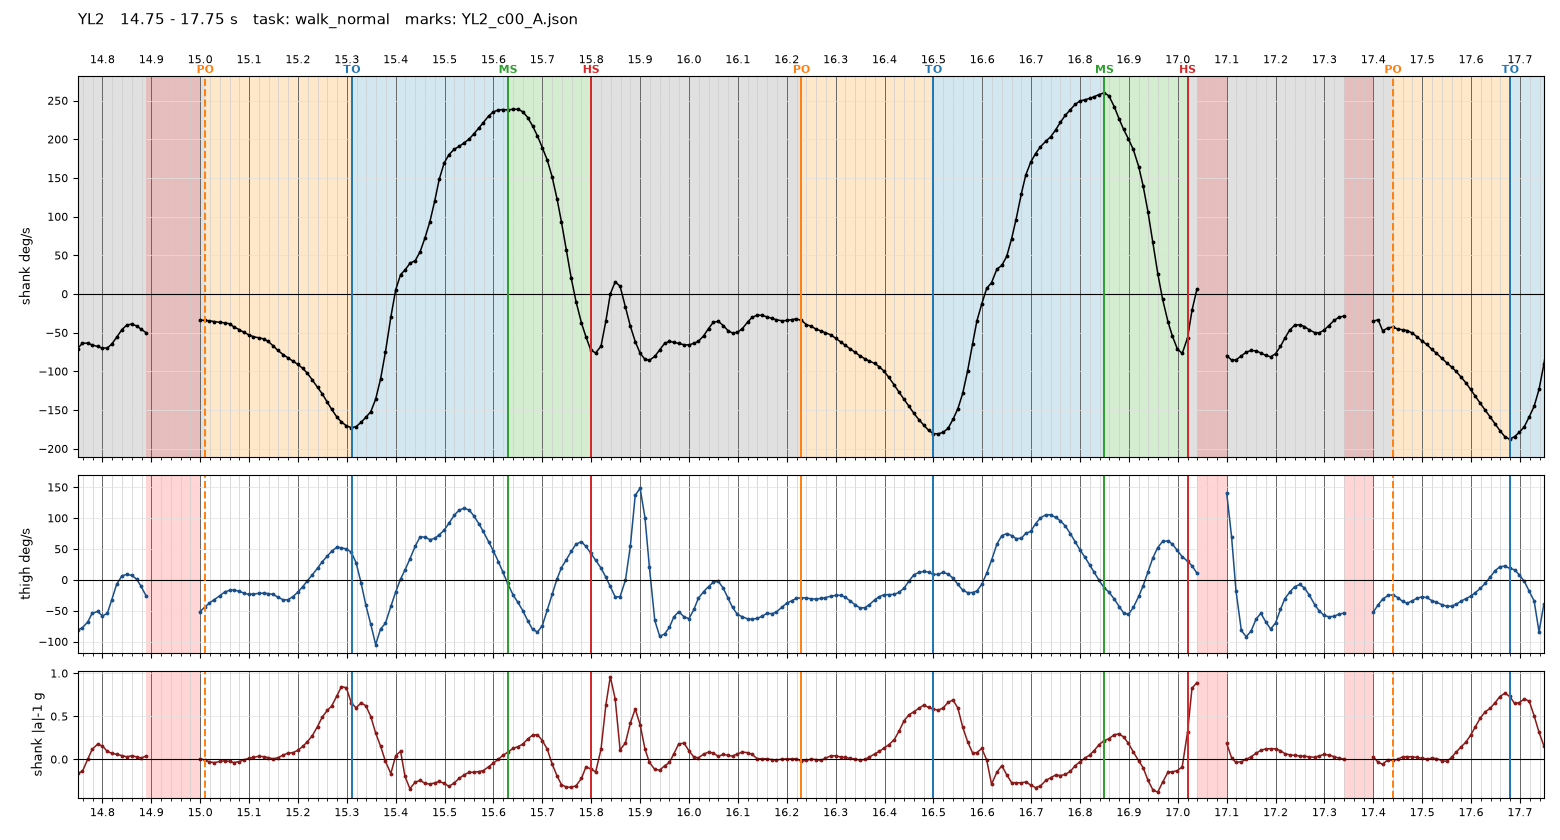 YL2   14.75 - 17.75 s   task: walk_normal   marks: YL2_c00_A.json
14.8 14.9 15.0 15.1 15.2 15.3 15.4 15.5 15.6 15.7 15.8 15.9 16.0 16.1 16.2 16.3 16.4 16.5 16.6 16.7 16.8 16.9 17.0 17.1 17.2 17.3 17.4 17.5 17.6 17.7
PO TO MS HS PO TO MS HS PO TO
250
200
150
100
50
0
−50
−100
−150
−200
shank deg/s
150
100
50
0
−50
−100
thigh deg/s
1.0
0.5
0.0
shank |a|-1 g
14.8 14.9 15.0 15.1 15.2 15.3 15.4 15.5 15.6 15.7 15.8 15.9 16.0 16.1 16.2 16.3 16.4 16.5 16.6 16.7 16.8 16.9 17.0 17.1 17.2 17.3 17.4 17.5 17.6 17.7